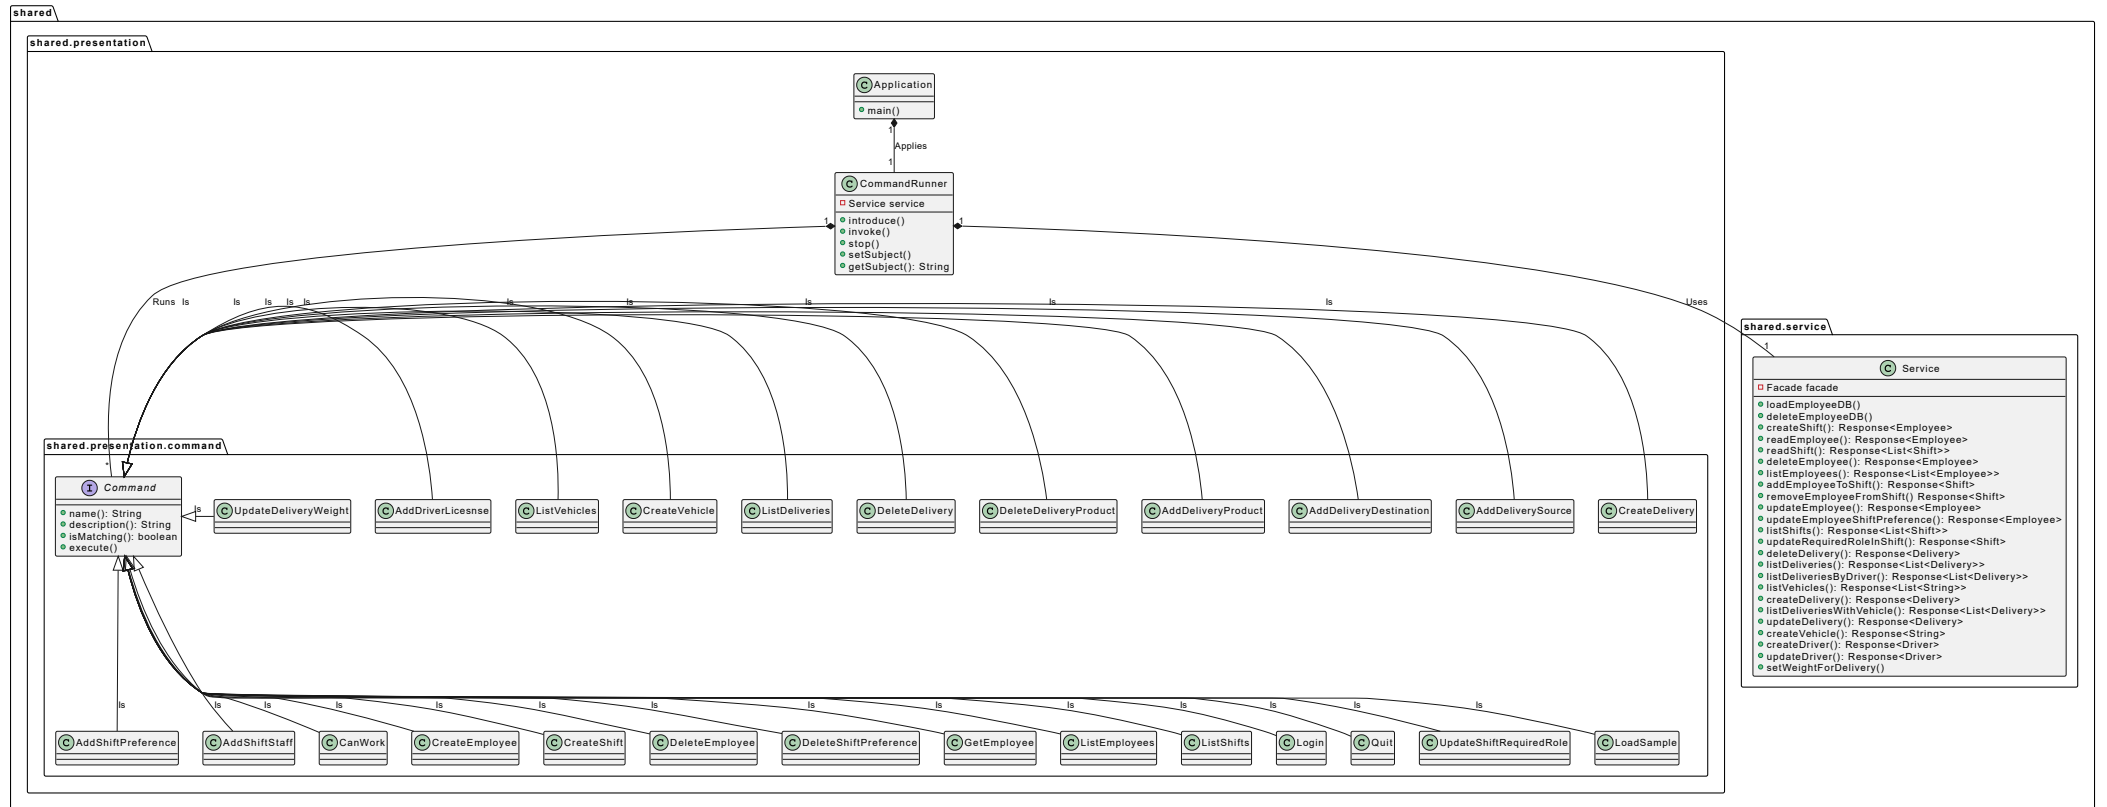 shared
shared.presentation
C Application
main()
1
Applies
1
C CommandRunner
Service service
introduce()
invoke()
stop()
setSubject()
getSubject(): String
1
1
Runs Is Is Is Is Is Is Is Is Is Is Uses
shared.service
1
C Service
Facade facade
loadEmployeeDB()
deleteEmployeeDB()
createShift(): Response<Employee>
readEmployee(): Response<Employee>
readShift(): Response<List<Shift>>
deleteEmployee(): Response<Employee>
listEmployees(): Response<List<Employee>>
addEmployeeToShift(): Response<Shift>
removeEmployeeFromShift() Response<Shift>
updateEmployee(): Response<Employee>
updateEmployeeShiftPreference(): Response<Employee>
listShifts(): Response<List<Shift>>
updateRequiredRoleInShift(): Response<Shift>
deleteDelivery(): Response<Delivery>
listDeliveries(): Response<List<Delivery>>
listDeliveriesByDriver(): Response<List<Delivery>>
listVehicles(): Response<List<String>>
createDelivery(): Response<Delivery>
listDeliveriesWithVehicle(): Response<List<Delivery>>
updateDelivery(): Response<Delivery>
createVehicle(): Response<String>
createDriver(): Response<Driver>
updateDriver(): Response<Driver>
setWeightForDelivery()
shared.presentation.command
*
I Command
name(): String
description(): String
isMatching(): boolean
execute()
Is
C UpdateDeliveryWeight
C AddDriverLicesnse
C ListVehicles
C CreateVehicle
C ListDeliveries
C DeleteDelivery
C DeleteDeliveryProduct
C AddDeliveryProduct
C AddDeliveryDestination
C AddDeliverySource
C CreateDelivery
Is Is Is Is Is Is Is Is Is Is Is Is Is Is
C AddShiftPreference
C AddShiftStaff
C CanWork
C CreateEmployee
C CreateShift
C DeleteEmployee
C DeleteShiftPreference
C GetEmployee
C ListEmployees
C ListShifts
C Login
C Quit
C UpdateShiftRequiredRole
C LoadSample